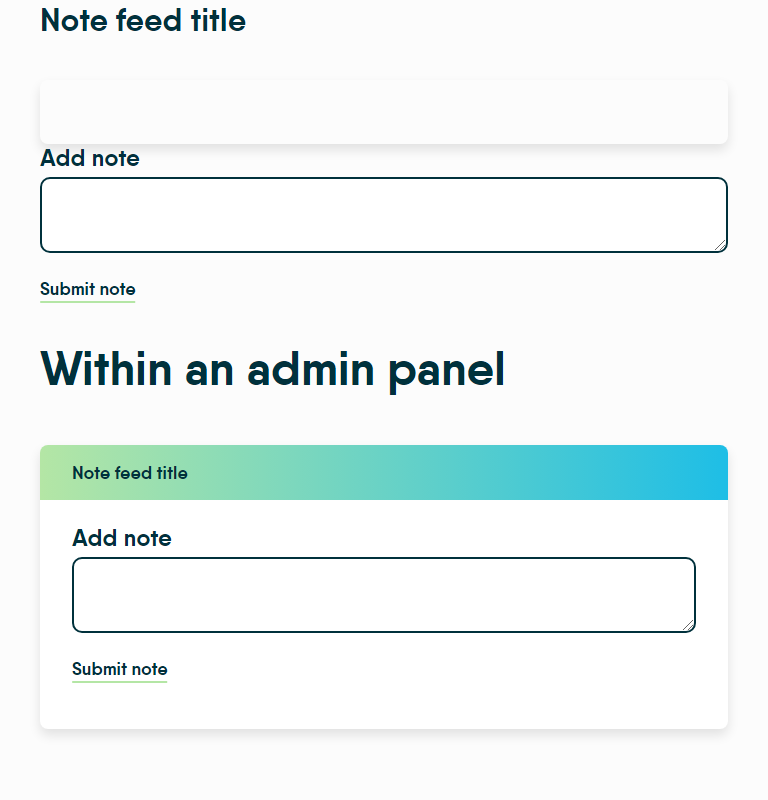 Note feed title
Add note
Submit note
Within an admin panel
Note feed title
Add note
Submit note